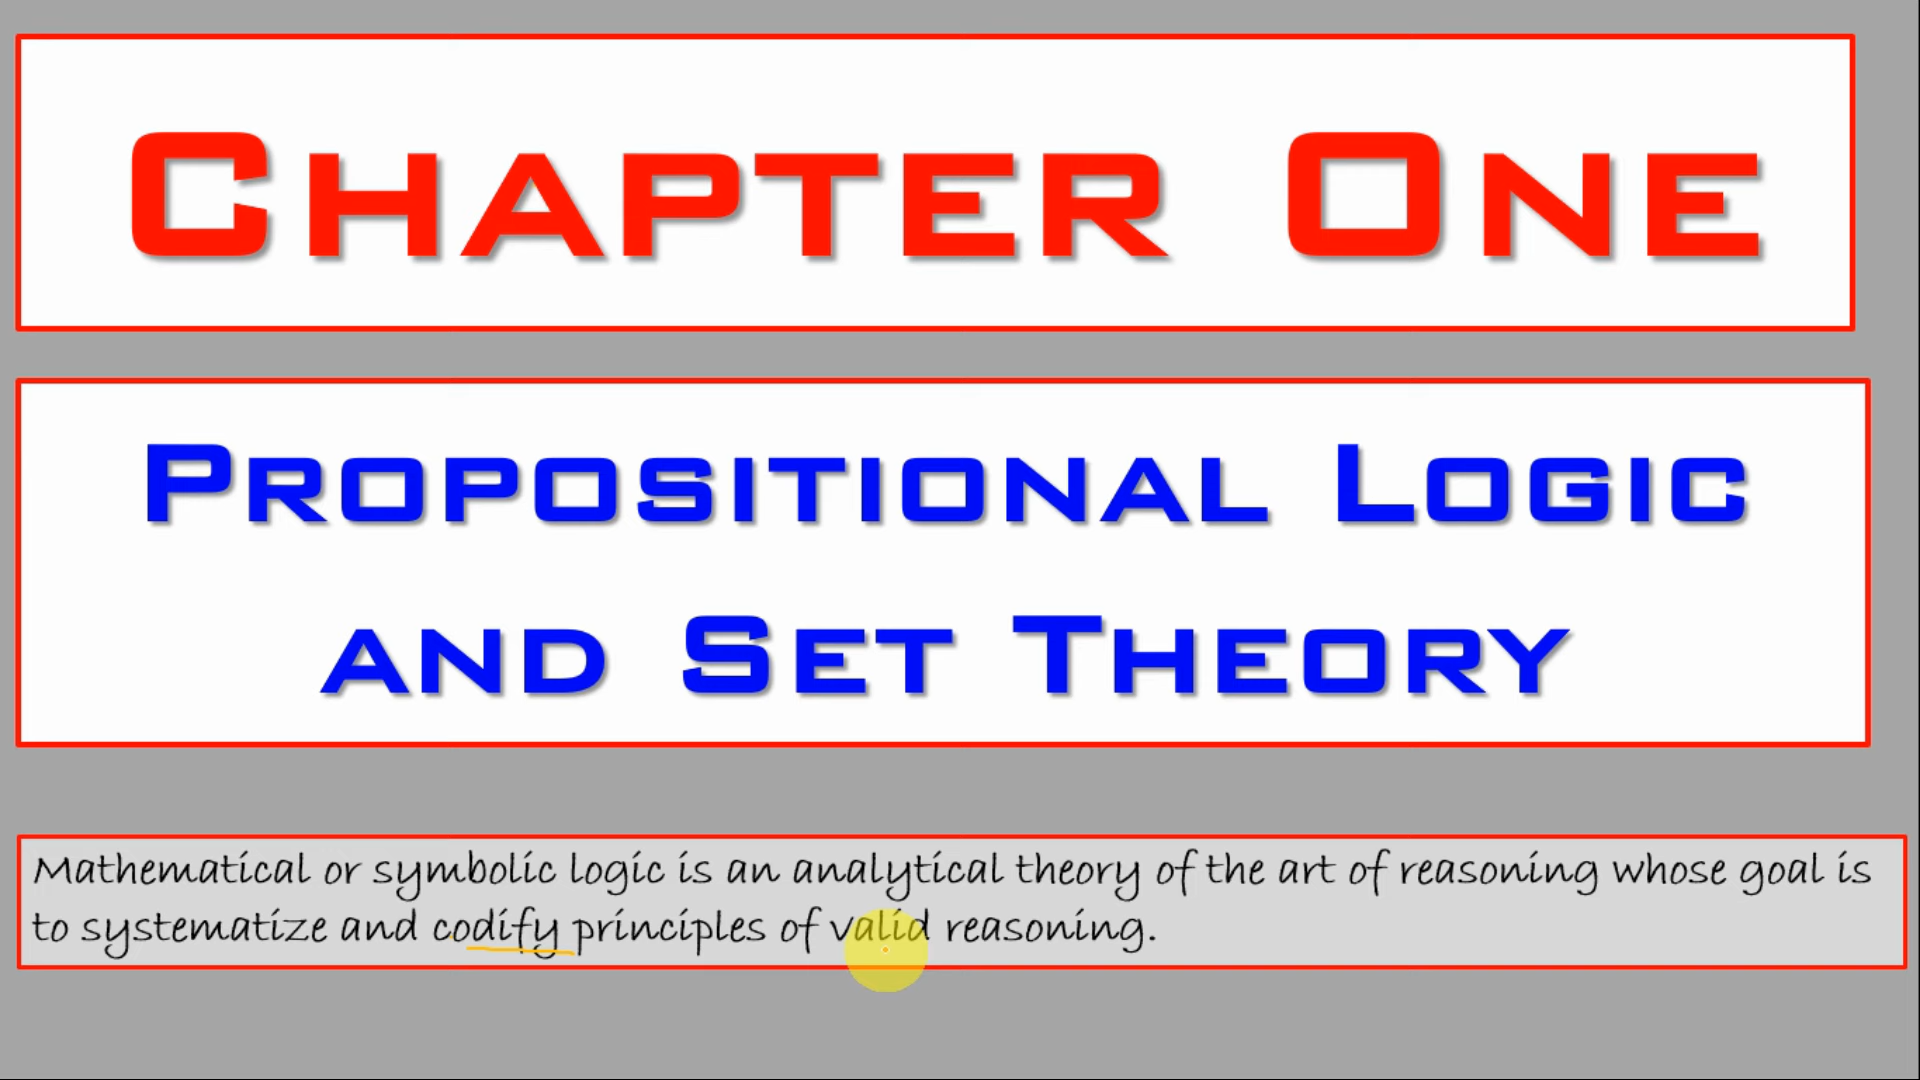 Chapter One
Propositional Logic
and Set Theory
Mathematical or symbolic logic is an analytical theory of the art of reasoning whose goal is
to systematize and codify principles of valid reasoning.